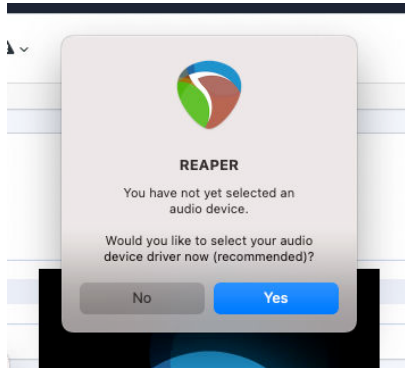 REAPER
You have not yet selected an
audio device.
Would you like to select your audio
device driver now (recommended)?
No
Yes